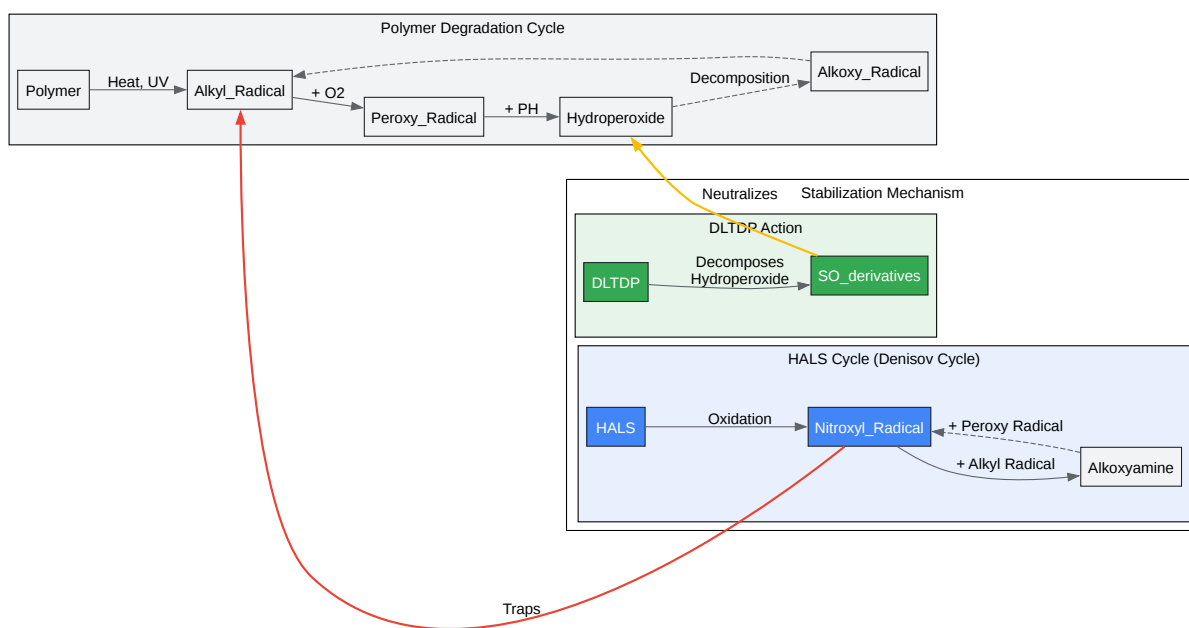 Polymer Degradation Cycle
Polymer
Heat, UV
Alkyl_Radical
+ O2
Peroxy_Radical
+ PH
Hydroperoxide
Decomposition
Alkoxy_Radical
Neutralizes
Stabilization Mechanism
DLTDP Action
DLTDP
Decomposes
Hydroperoxide
SO_derivatives
HALS Cycle (Denisov Cycle)
HALS
Oxidation
Nitroxyl_Radical
+ Peroxy Radical
+ Alkyl Radical
Alkoxyamine
Traps